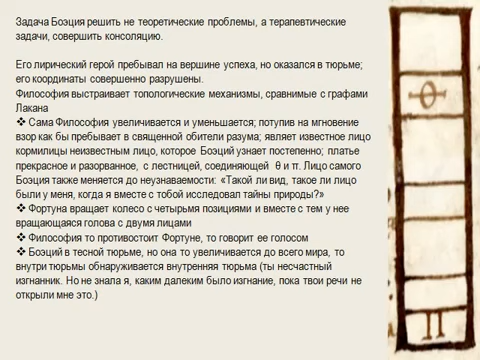 Задача Боэция решить не теоретические проблемы, а терапевтические
задачи, совершить консоляцию.
Его лирический герой пребывал на вершине успеха, но оказался в тюрьме;
его координаты совершенно разрушены.
Философия выстраивает топологические механизмы, сравнимые с графами
Лакана
❖ Сама Философия увеличивается и уменьшается; потупив на мгновение
взор как бы пребывает в священной обители разума; являет известное лицо
кормилицы неизвестным лицо, которое Боэций узнает постепенно; платье
прекрасное и разорванное, с лестницей, соединяющей θ и π. Лицо самого
Боэция также меняется до неузнаваемости: «Такой ли вид, такое ли лицо
были у меня, когда я вместе с тобой исследовал тайны природы?»
❖ Фортуна вращает колесо с четырьмя позициями и вместе с тем у нее
вращающаяся голова с двумя лицами
❖ Философия то противостоит Фортуне, то говорит ее голосом
❖ Боэций в тесной тюрьме, но она то увеличивается до всего мира, то
внутри тюрьмы обнаруживается внутренняя тюрьма (ты несчастный
изгнанник. Но не знала я, каким далеким было изгнание, пока твои речи не
открыли мне это.)
Θ
Π